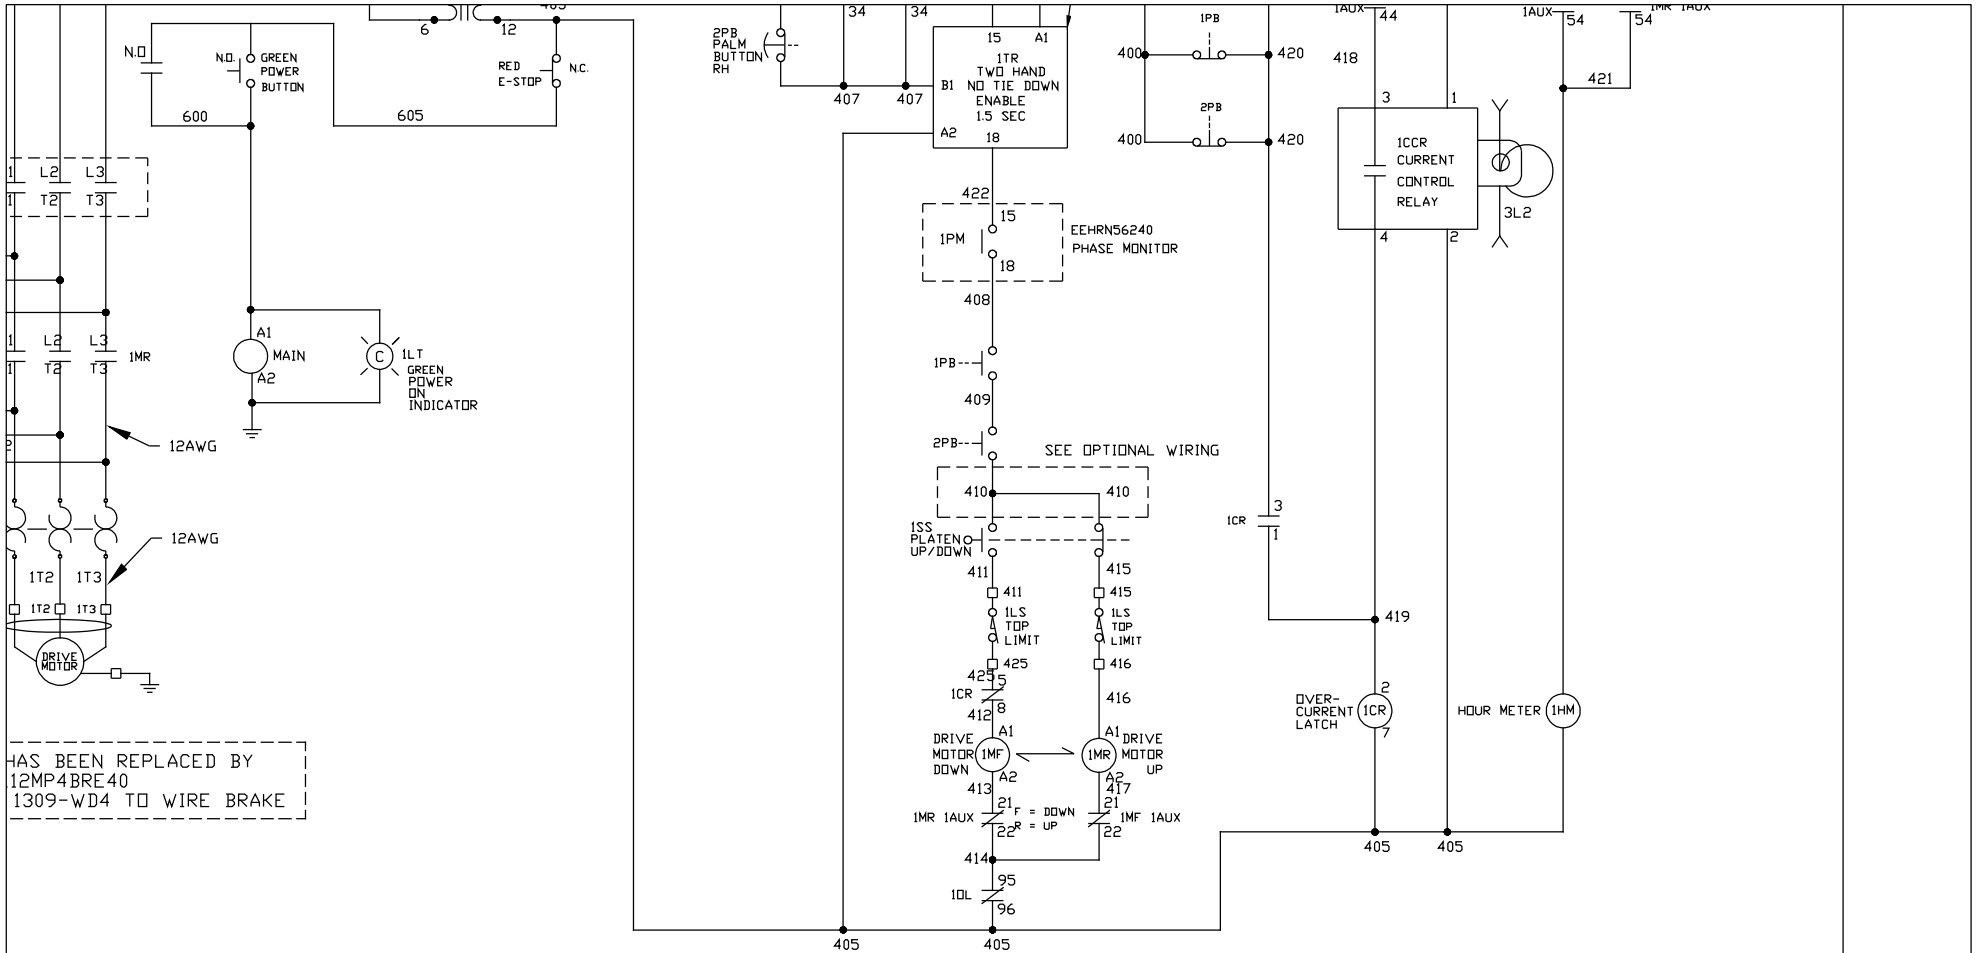 6
12
N.O
N.O.
GREEN
POWER
BUTTON
RED
E-STOP
N.C.
600
605
1
L2
L3
1
T2
T3
1
L2
L3
1
T2
T3
1MR
A1
MAIN
A2
C
1LT
GREEN
POWER
ON
INDICATOR
12AWG
12AWG
1T2
1T3
1T2
1T3
DRIVE
MOTOR
HAS BEEN REPLACED BY
12MP4BRE40
1309-WD4 TO WIRE BRAKE
2PB
PALM
BUTTON
RH
34
34
407
407
15
A1
1TR
TWO HAND
B1
NO TIE DOWN
ENABLE
1.5 SEC
A2
18
422
15
1PM
18
EEHRN56240
PHASE MONITOR
408
1PB
409
2PB
SEE OPTIONAL WIRING
410
410
1SS
PLATEN
UP/DOWN
411
415
411
415
1LS
TOP
LIMIT
1LS
TOP
LIMIT
425
416
425
5
1CR
8
412
416
A1
A1
DRIVE
MOTOR
DOWN
1MF
1MR
DRIVE
MOTOR
UP
A2
A2
413
417
21
21
1MR 1AUX
F = DOWN
R = UP
1MF 1AUX
22
22
414
95
1OL
96
405
405
1PB
400
420
2PB
400
420
1CR
3
1
1AUX
44
418
3
1
1CCR
CURRENT
CONTROL
RELAY
4
2
3L2
419
OVER-
CURRENT
LATCH
2
1CR
7
HOUR METER
1HM
405
405
1AUX
54
54
1MR 1AUX
421